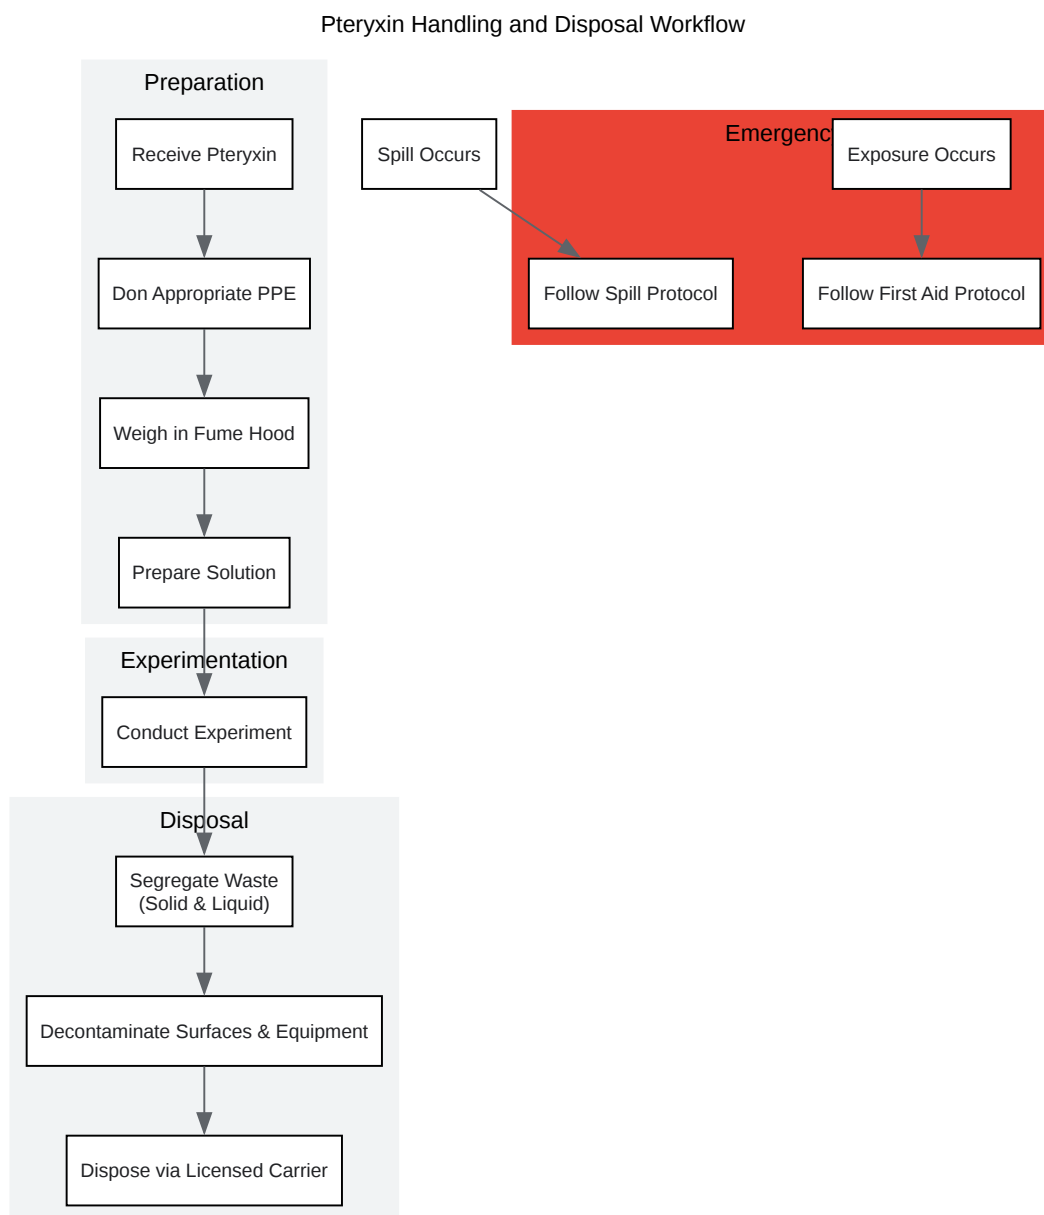 Pteryxin Handling and Disposal Workflow
Preparation
Receive Pteryxin
Don Appropriate PPE
Weigh in Fume Hood
Prepare Solution
Experimentation
Conduct Experiment
Disposal
Segregate Waste
(Solid & Liquid)
Decontaminate Surfaces & Equipment
Dispose via Licensed Carrier
Spill Occurs
Emergenc
Exposure Occurs
Follow Spill Protocol
Follow First Aid Protocol